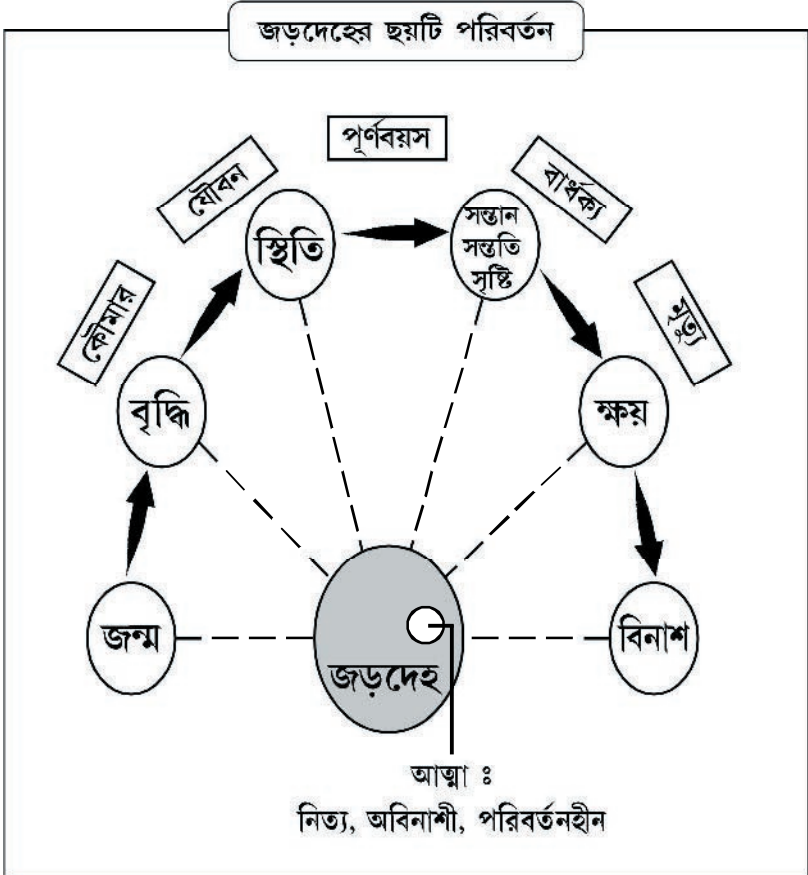 জড়দেহের ছয়টি পরিবর্তন
পূর্ণবয়স
যৌবন
বার্ধক্য
কৌমার
মৃত্যু
স্থিতি
সন্তান
সন্ততি
সৃষ্টি
বৃদ্ধি
ক্ষয়
জন্ম
বিনাশ
জড়দেহ
আত্মা ঃ
নিত্য, অবিনাশী, পরিবর্তনহীন